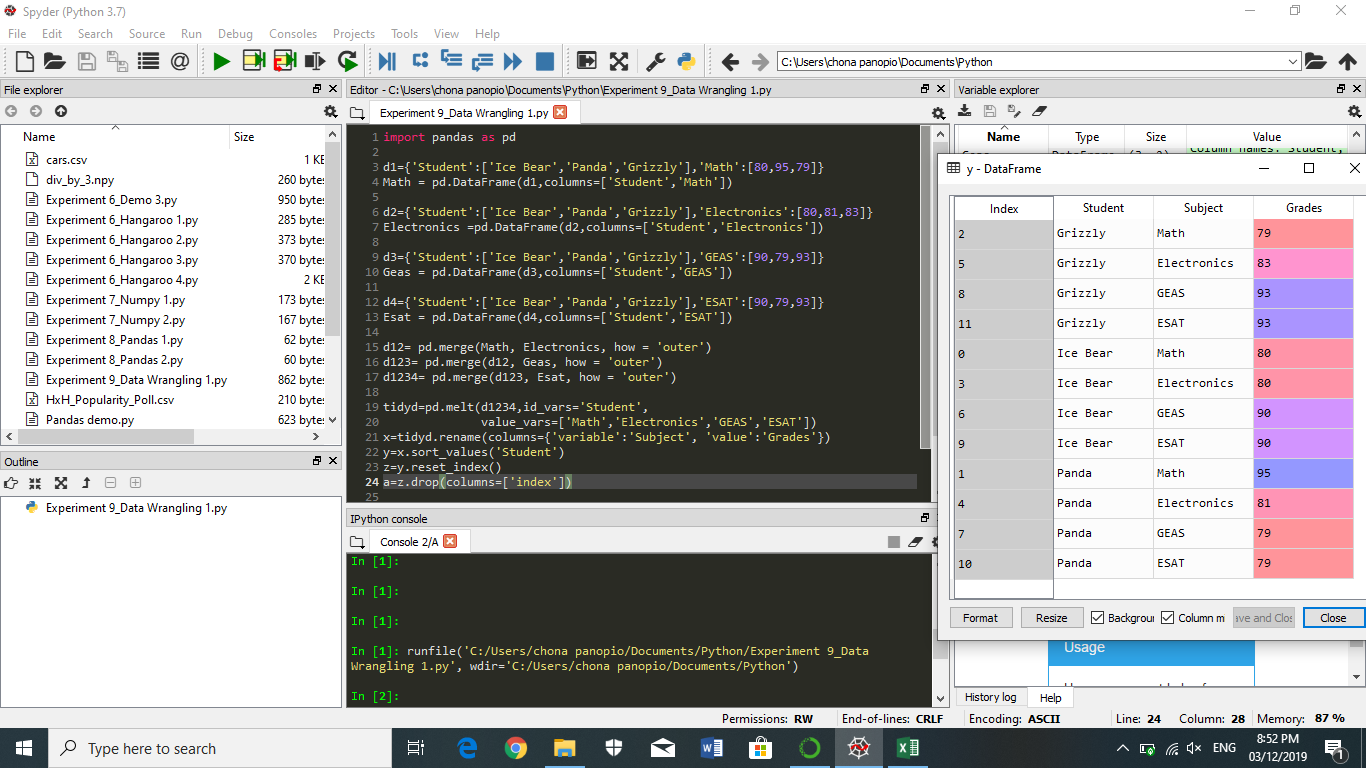 Spyder (Python 3.7)
File Edit Search Source Run Debug Consoles Projects Tools View Help
C:\Users\chona panopio\Documents\Python
File explorer
Name Size
cars.csv 1 KB
div_by_3.npy 260 bytes
Experiment 6_Demo 3.py 950 bytes
Experiment 6_Hangaroo 1.py 285 bytes
Experiment 6_Hangaroo 2.py 373 bytes
Experiment 6_Hangaroo 3.py 370 bytes
Experiment 6_Hangaroo 4.py 2 KB
Experiment 7_Numpy 1.py 173 bytes
Experiment 7_Numpy 2.py 167 bytes
Experiment 8_Pandas 1.py 62 bytes
Experiment 8_Pandas 2.py 60 bytes
Experiment 9_Data Wrangling 1.py 862 bytes
HxH_Popularity_Poll.csv 210 bytes
Pandas demo.py 623 bytes
Outline
Experiment 9_Data Wrangling 1.py
Editor - C:\Users\chona panopio\Documents\Python\Experiment 9_Data Wrangling 1.py
Experiment 9_Data Wrangling 1.py
1 import pandas as pd
2
3 d1={'Student':['Ice Bear','Panda','Grizzly'],'Math':[80,95,79]}
4 Math = pd.DataFrame(d1,columns=['Student','Math'])
5
6 d2={'Student':['Ice Bear','Panda','Grizzly'],'Electronics':[80,81,83]}
7 Electronics =pd.DataFrame(d2,columns=['Student','Electronics'])
8
9 d3={'Student':['Ice Bear','Panda','Grizzly'],'GEAS':[90,79,93]}
10 Geas = pd.DataFrame(d3,columns=['Student','GEAS'])
11
12 d4={'Student':['Ice Bear','Panda','Grizzly'],'ESAT':[90,79,93]}
13 Esat = pd.DataFrame(d4,columns=['Student','ESAT'])
14
15 d12= pd.merge(Math, Electronics, how = 'outer')
16 d123= pd.merge(d12, Geas, how = 'outer')
17 d1234= pd.merge(d123, Esat, how = 'outer')
18
19 tidyd=pd.melt(d1234,id_vars='Student',
20 value_vars=['Math','Electronics','GEAS','ESAT'])
21 x=tidyd.rename(columns={'variable':'Subject', 'value':'Grades'})
22 y=x.sort_values('Student')
23 z=y.reset_index()
24 a=z.drop(columns=['index'])
25
IPython console
Console 2/A
In [1]:
In [1]:
In [1]:
In [1]: runfile('C:/Users/chona panopio/Documents/Python/Experiment 9_Data
Wrangling 1.py', wdir='C:/Users/chona panopio/Documents/Python')
In [2]:
Variable explorer
Name Type Size Value
Column names: Student,
y - DataFrame
Index Student Subject Grades
2 Grizzly Math 79
5 Grizzly Electronics 83
8 Grizzly GEAS 93
11 Grizzly ESAT 93
0 Ice Bear Math 80
3 Ice Bear Electronics 80
6 Ice Bear GEAS 90
9 Ice Bear ESAT 90
1 Panda Math 95
4 Panda Electronics 81
7 Panda GEAS 79
10 Panda ESAT 79
Format Resize Backgrou Column m ave and Clos Close
Usage
History log Help
Permissions: RW End-of-lines: CRLF Encoding: ASCII Line: 24 Column: 28 Memory: 87 %
Type here to search
ENG
8:52 PM
03/12/2019
1